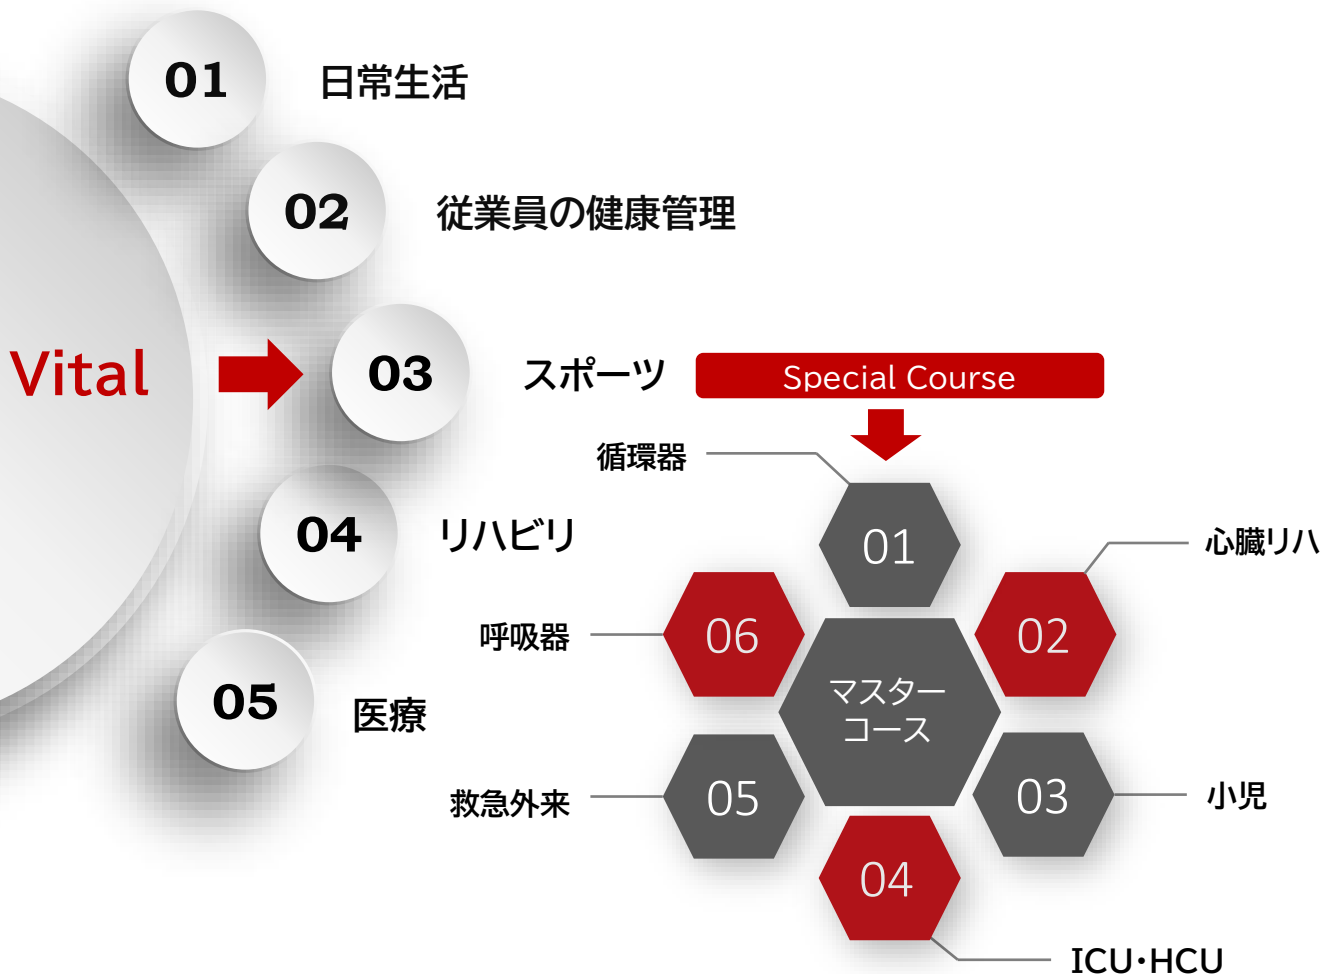 01
日常生活
02
従業員の健康管理
Vital
03
スポーツ
04
リハビリ
05
医療
Special Course
循環器
01
心臓リハ
02
小児
03
ICU・HCU
04
救急外来
05
呼吸器
06
マスター
コース